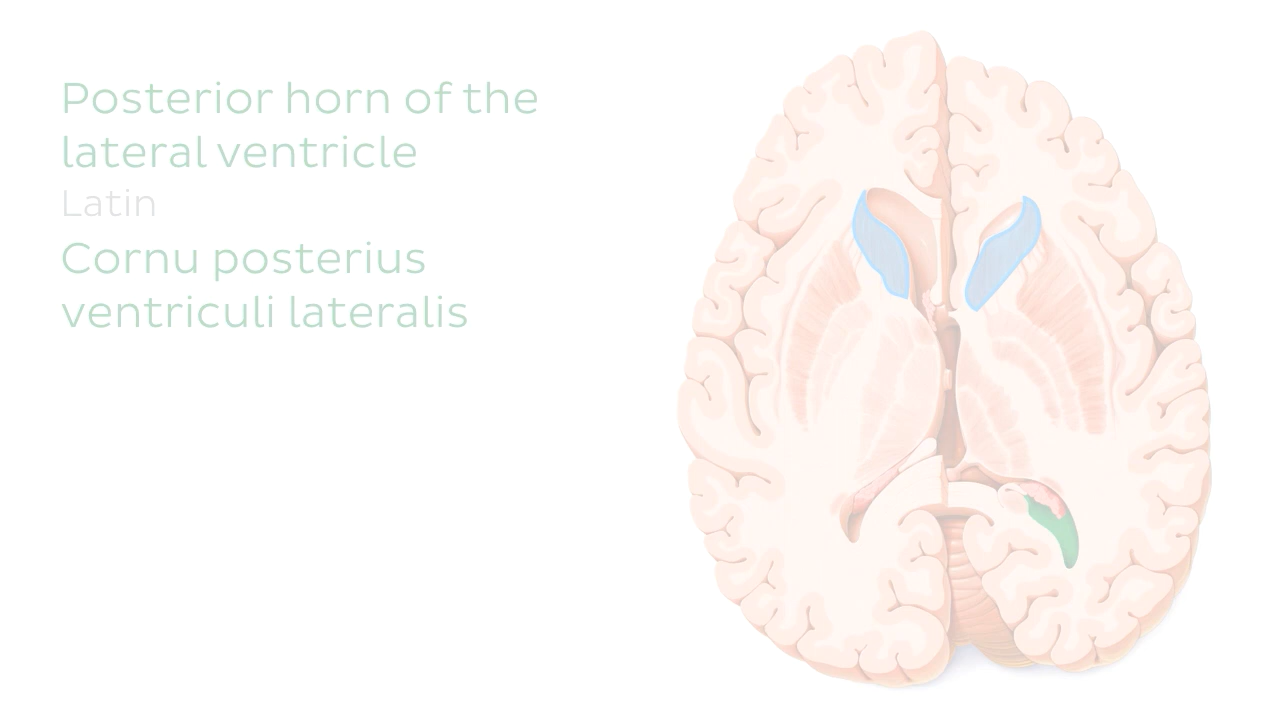 Posterior horn of the
lateral ventricle
Latin
Cornu posterius
ventriculi lateralis